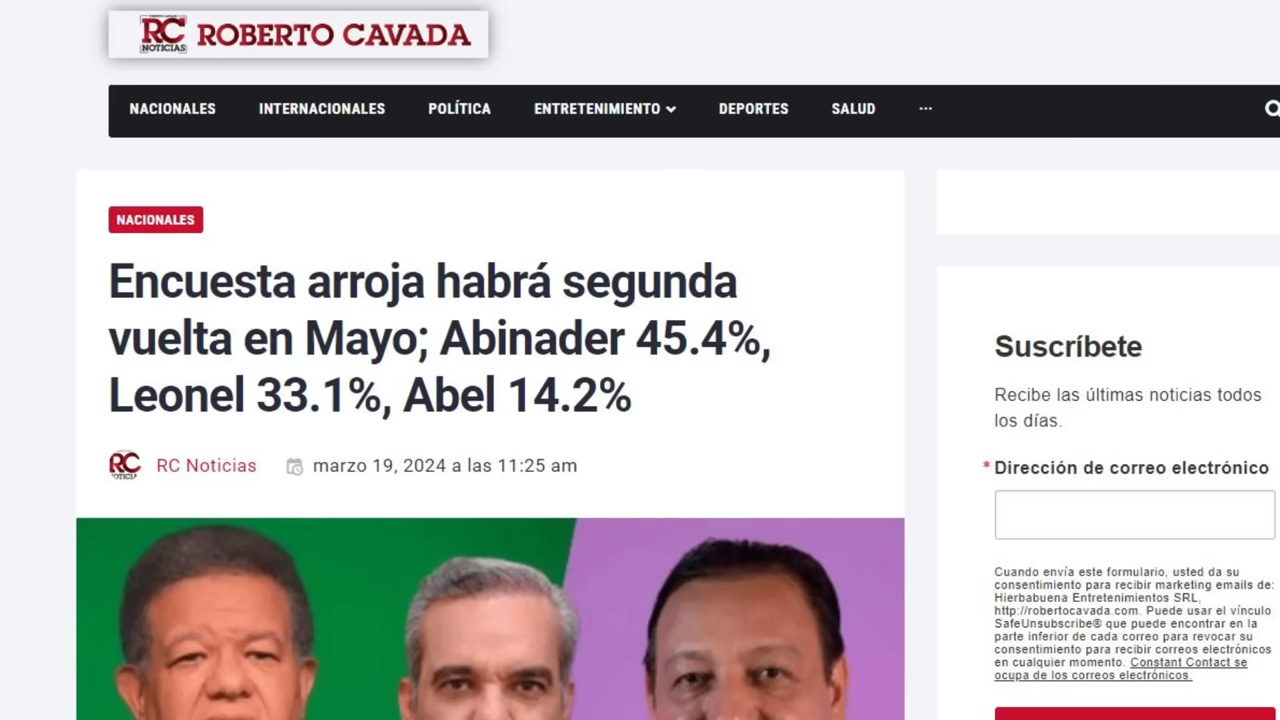 RC
NOTICIAS
ROBERTO CAVADA
NACIONALES INTERNACIONALES POLÍTICA ENTRETENIMIENTO DEPORTES SALUD ...
NACIONALES
Encuesta arroja habrá segunda
vuelta en Mayo; Abinader 45.4%,
Leonel 33.1%, Abel 14.2%
RC
NOTICIA
RC Noticias marzo 19, 2024 a las 11:25 am
Suscríbete
Recibe las últimas noticias todos
los días.
* Dirección de correo electrónico
Cuando envía este formulario, usted da su
consentimiento para recibir marketing emails de:
Hierbabuena Entretenimientos SRL,
http://robertocavada.com. Puede usar el vínculo
SafeUnsubscribe® que puede encontrar en la
parte inferior de cada correo para revocar su
consentimiento para recibir correos electrónicos
en cualquier momento. Constant Contact se
ocupa de los correos electrónicos.